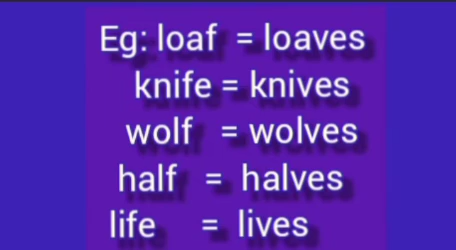 Eg: loaf = loaves
knife = knives
wolf = wolves
half = halves
life = lives